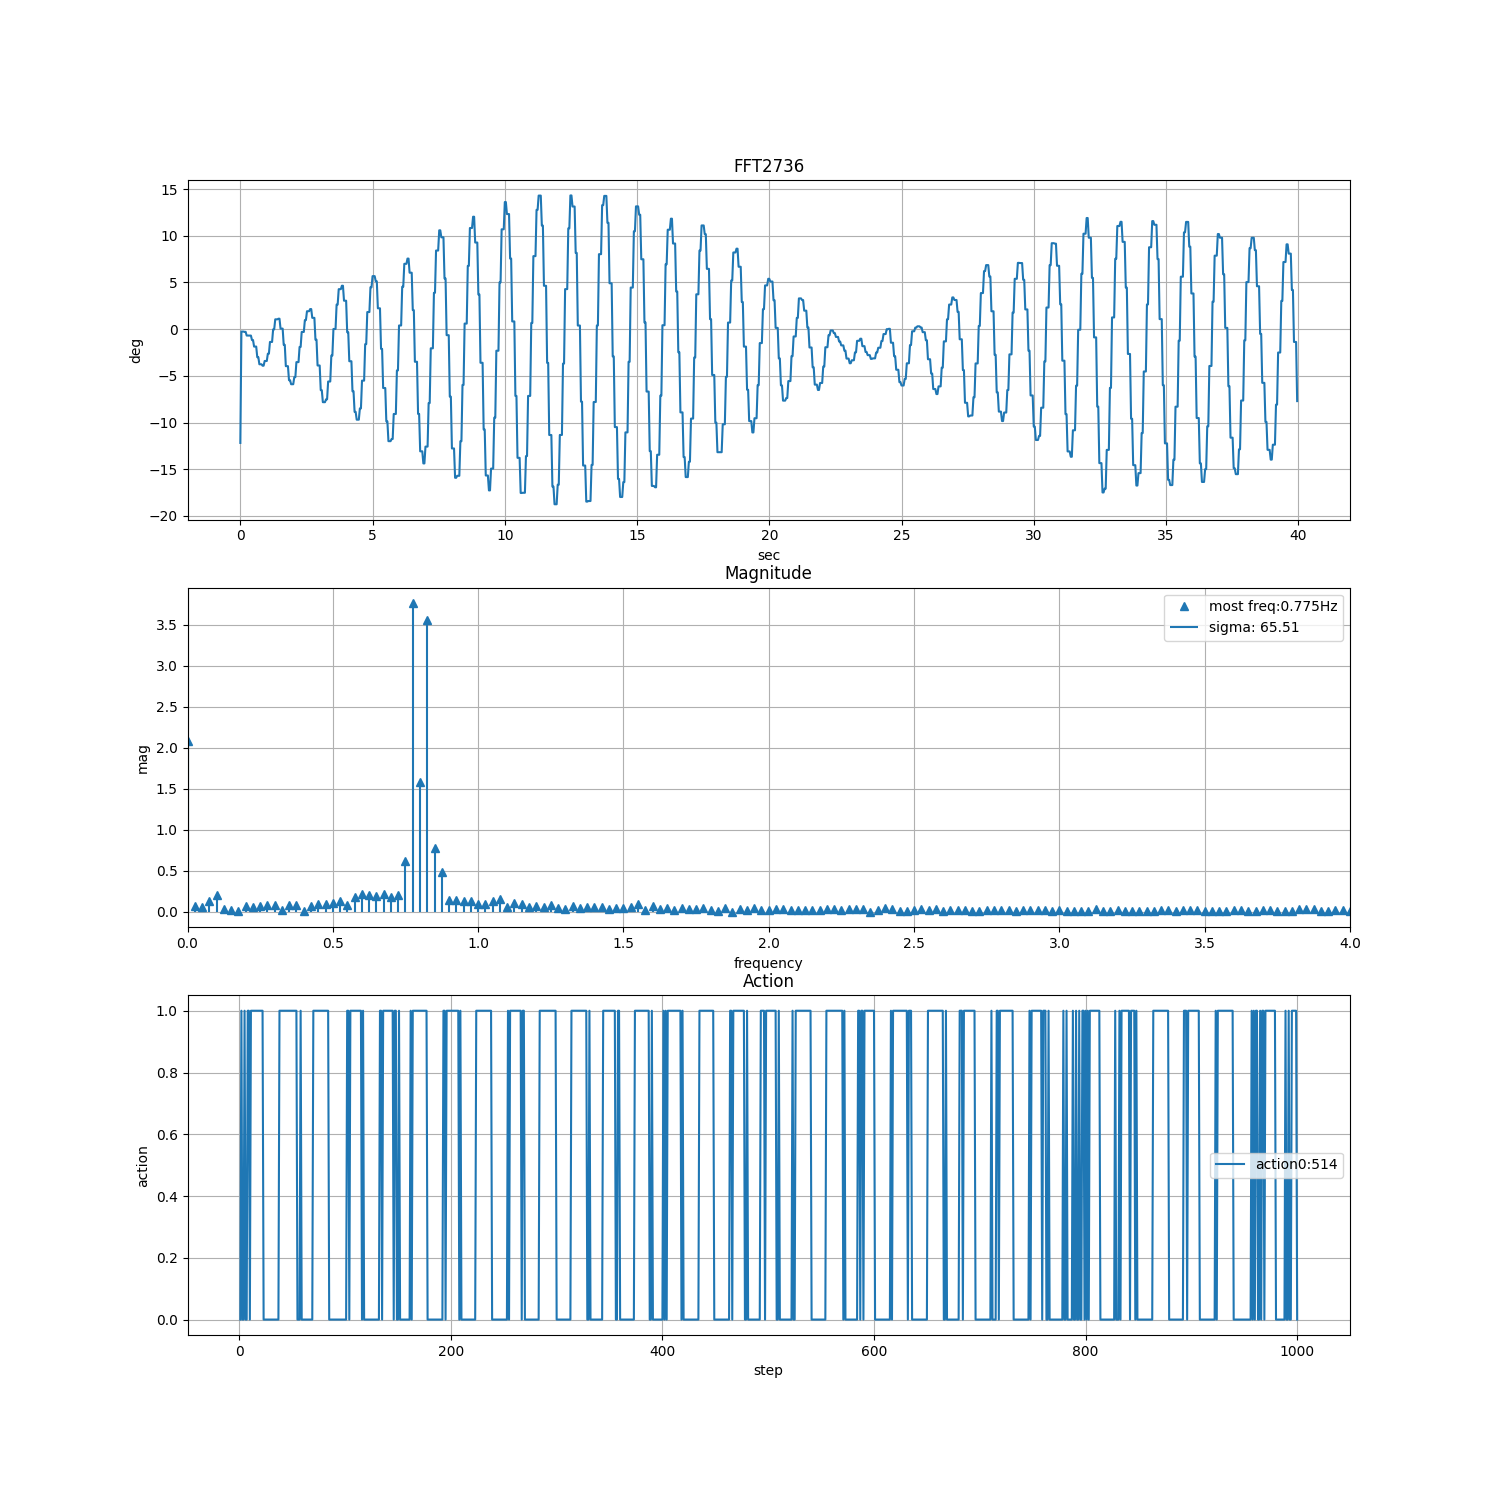 FFT2736
15
10
5
0
−5
−10
−15
−20
deg
0 5 10 15 20 25 30 35 40
sec
Magnitude
most freq:0.775Hz
sigma: 65.51
3.5
3.0
2.5
2.0
1.5
1.0
0.5
0.0
mag
0.0 0.5 1.0 1.5 2.0 2.5 3.0 3.5 4.0
frequency
Action
1.0
0.8
0.6
0.4
0.2
0.0
action
action0:514
0 200 400 600 800 1000
step